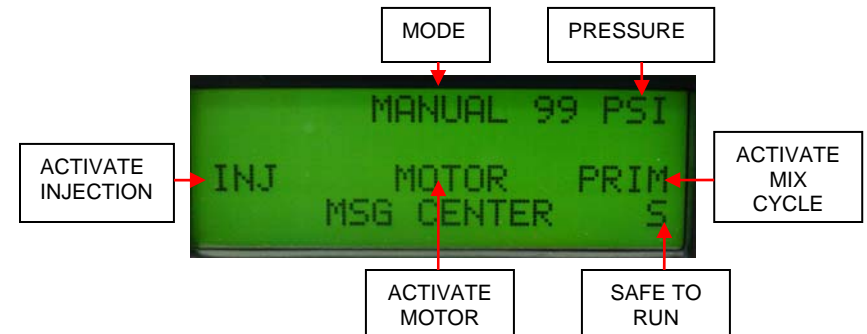 MODE
PRESSURE
MANUAL 99 PSI
ACTIVATE
INJECTION
INJ MOTOR PRIM
ACTIVATE
MIX
CYCLE
MSG CENTER S
ACTIVATE
MOTOR
SAFE TO
RUN